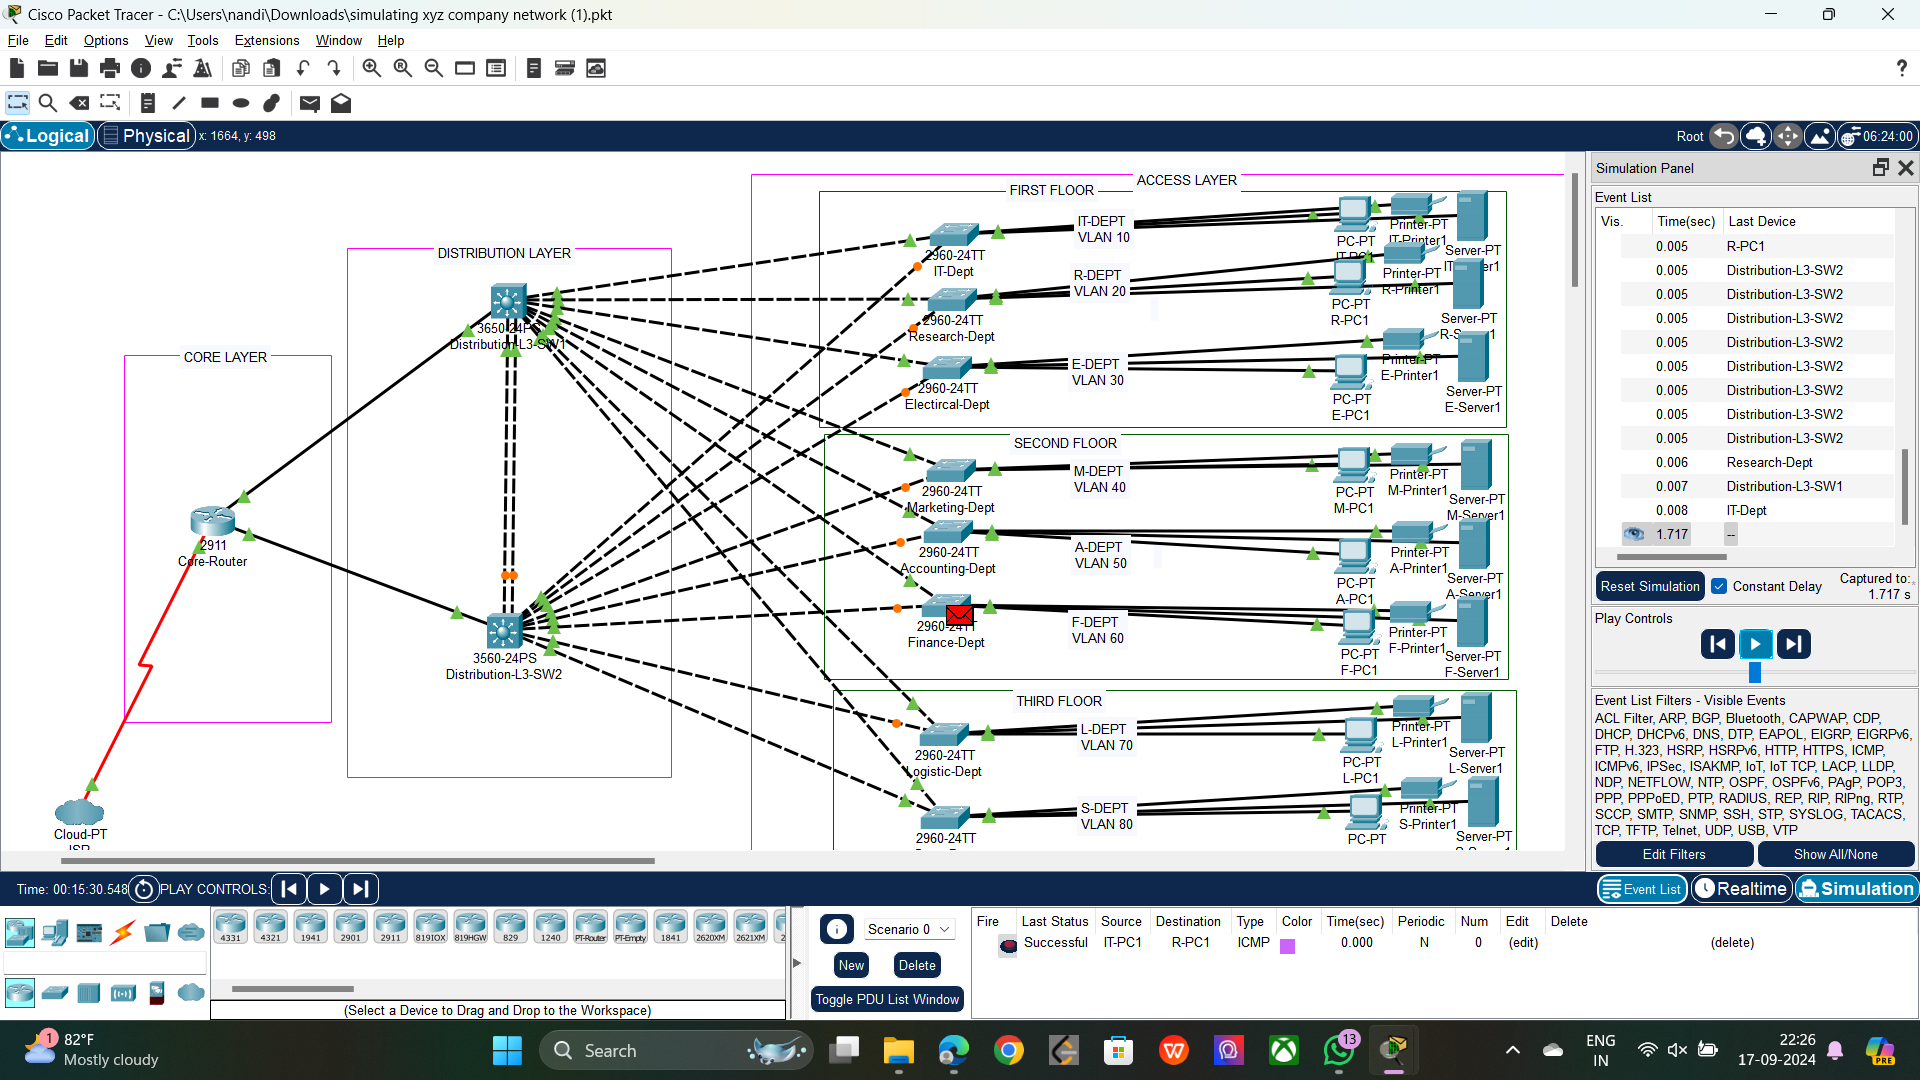 Cisco Packet Tracer - C:\Users\nandi\Downloads\simulating xyz company network (1).pkt
File Edit Options View Tools Extensions Window Help
?
Logical Physical x: 1664, y: 498
Root 06:24:00
Simulation Panel
Event List
Vis. Time(sec) Last Device
0.005 R-PC1
0.005 Distribution-L3-SW2
0.005 Distribution-L3-SW2
0.005 Distribution-L3-SW2
0.005 Distribution-L3-SW2
0.005 Distribution-L3-SW2
0.005 Distribution-L3-SW2
0.005 Distribution-L3-SW2
0.005 Distribution-L3-SW2
0.006 Research-Dept
0.007 Distribution-L3-SW1
0.008 IT-Dept
1.717 --
Reset Simulation Constant Delay Captured to:
1.717 s
Play Controls
Event List Filters - Visible Events
ACL Filter, ARP, BGP, Bluetooth, CAPWAP, CDP,
DHCP, DHCPv6, DNS, DTP, EAPOL, EIGRP, EIGRPv6,
FTP, H.323, HSRP, HSRPv6, HTTP, HTTPS, ICMP,
ICMPv6, IPSec, ISAKMP, IoT, IoT TCP, LACP, LLDP,
NDP, NETFLOW, NTP, OSPF, OSPFv6, PAgP, POP3,
PPP, PPPoED, PTP, RADIUS, REP, RIP, RIPng, RTP,
SCCP, SMTP, SNMP, SSH, STP, SYSLOG, TACACS,
TCP, TFTP, Telnet, UDP, USB, VTP
Edit Filters Show All/None
Event List Realtime Simulation
CORE LAYER
2911
Core-Router
Cloud-PT
ISP
DISTRIBUTION LAYER
3650-24PS
Distribution-L3-SW1
3560-24PS
Distribution-L3-SW2
ACCESS LAYER
FIRST FLOOR
2960-24TT
IT-Dept
IT-DEPT
VLAN 10
PC-PT
IT-PC1
Printer-PT
IT-Printer1
Server-PT
2960-24TT
Research-Dept
R-DEPT
VLAN 20
PC-PT
R-PC1
Printer-PT
R-Printer1
Server-PT
2960-24TT
Electircal-Dept
E-DEPT
VLAN 30
PC-PT
E-PC1
Printer-PT
E-Printer1
Server-PT
E-Server1
SECOND FLOOR
2960-24TT
Marketing-Dept
M-DEPT
VLAN 40
PC-PT
M-PC1
Printer-PT
M-Printer1
Server-PT
M-Server1
2960-24TT
Accounting-Dept
A-DEPT
VLAN 50
PC-PT
A-PC1
Printer-PT
A-Printer1
Server-PT
A-Server1
2960-24TT
Finance-Dept
F-DEPT
VLAN 60
PC-PT
F-PC1
Printer-PT
F-Printer1
Server-PT
F-Server1
THIRD FLOOR
2960-24TT
Logistic-Dept
L-DEPT
VLAN 70
PC-PT
L-PC1
Printer-PT
L-Printer1
Server-PT
L-Server1
2960-24TT
S-DEPT
VLAN 80
PC-PT
Printer-PT
S-Printer1
Server-PT
Time: 00:15:30.548 PLAY CONTROLS:
4331 4321 1941 2901 2911 819IOX 819HGW 829 1240 PT-Router PT-Empty 1841 2620XM 2621XM
(Select a Device to Drag and Drop to the Workspace)
Scenario 0
New Delete
Toggle PDU List Window
Fire Last Status Source Destination Type Color Time(sec) Periodic Num Edit Delete
Successful IT-PC1 R-PC1 ICMP 0.000 N 0 (edit) (delete)
1
82°F
Mostly cloudy
Search
13
ENG
IN
22:26
17-09-2024
PRE